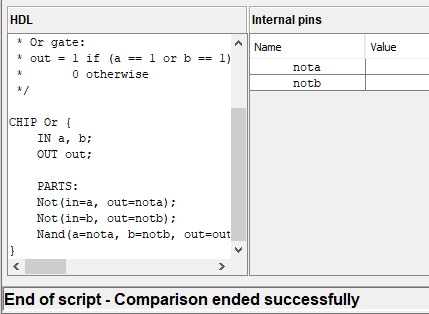 HDL
* Or gate:
* out = 1 if (a == 1 or b == 1)
*       0 otherwise
*/
CHIP Or {
IN a, b;
OUT out;
PARTS:
Not(in=a, out=nota);
Not(in=b, out=notb);
Nand(a=nota, b=notb, out=out
}
Internal pins
Name Value
nota
notb
End of script - Comparison ended successfully